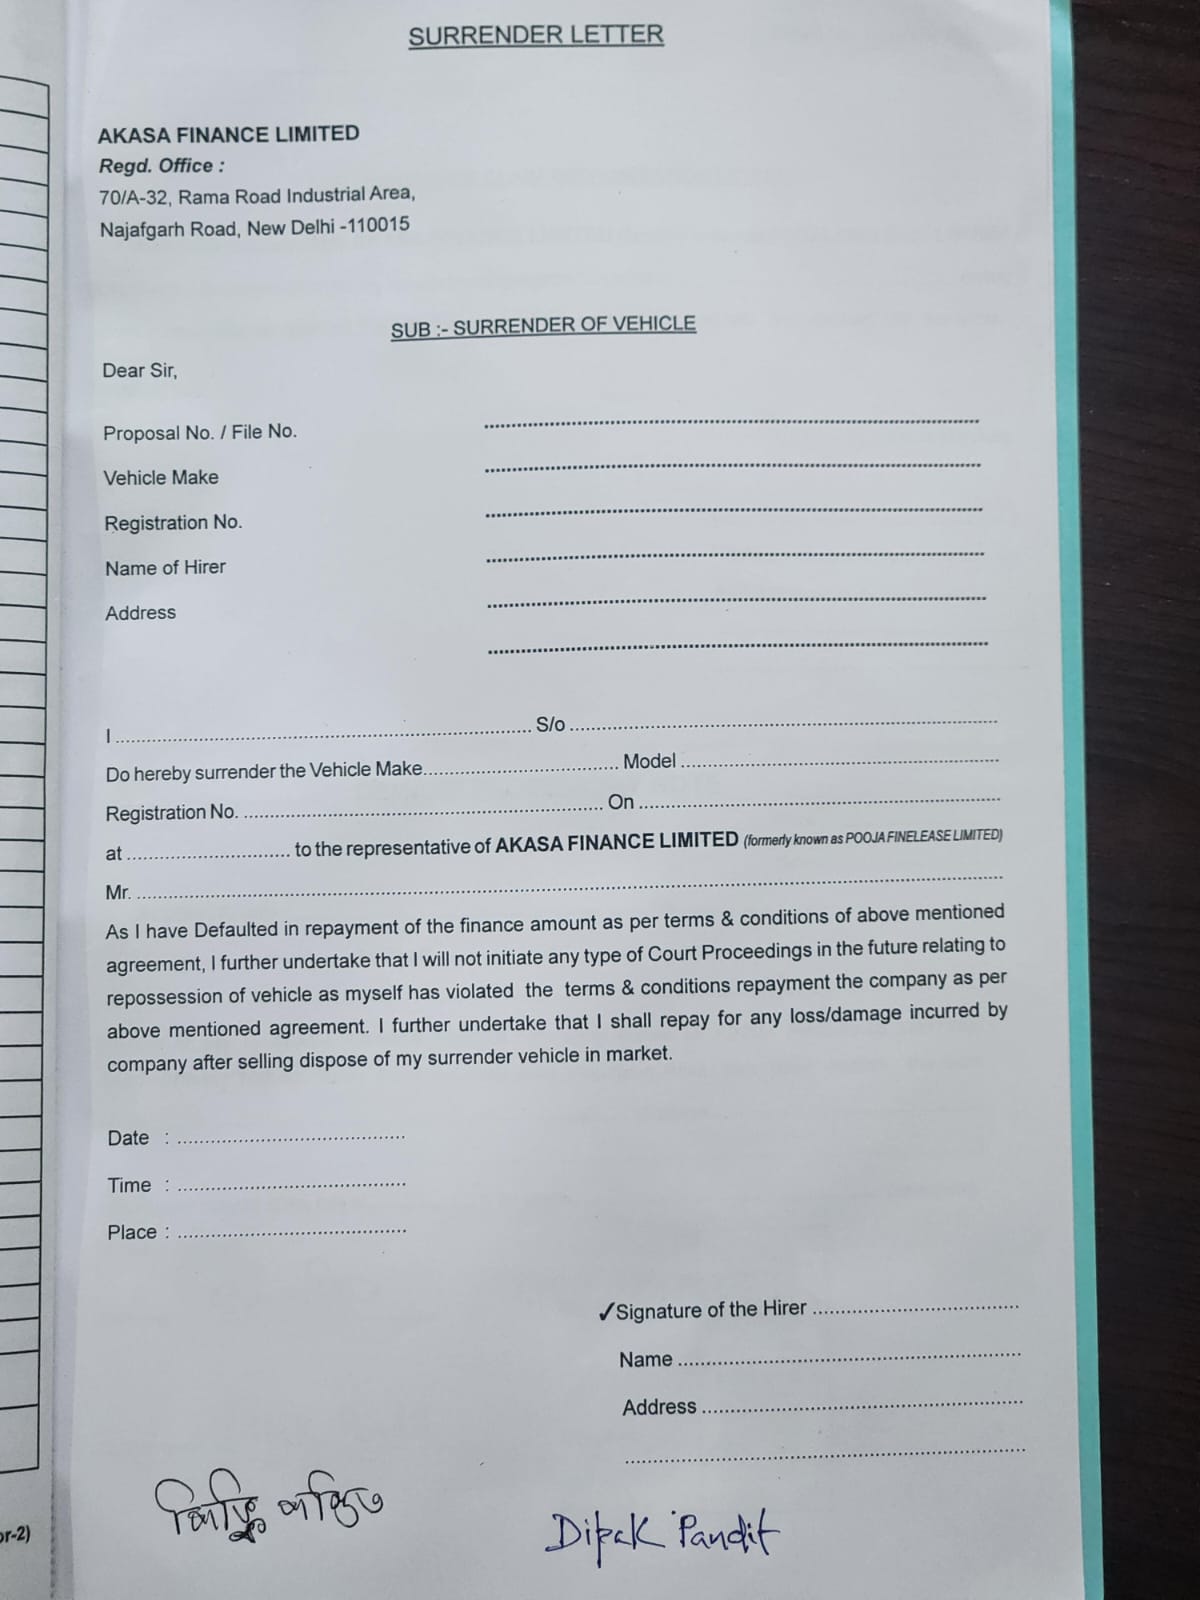 SURRENDER LETTER
AKASA FINANCE LIMITED
Regd. Office :
70/A-32, Rama Road Industrial Area,
Najafgarh Road, New Delhi -110015
SUB :- SURRENDER OF VEHICLE
Dear Sir,
Proposal No. / File No. ........................................
Vehicle Make ........................................
Registration No. ........................................
Name of Hirer ........................................
Address ........................................
........................................
I ........................................ S/o ........................................
Do hereby surrender the Vehicle Make.............................. Model ..............................
Registration No. ........................................ On ........................................
at .............................. to the representative of AKASA FINANCE LIMITED (formerly known as POOJA FINELEASE LIMITED)
Mr. ........................................
As I have Defaulted in repayment of the finance amount as per terms & conditions of above mentioned
agreement, I further undertake that I will not initiate any type of Court Proceedings in the future relating to
repossession of vehicle as myself has violated the terms & conditions repayment the company as per
above mentioned agreement. I further undertake that I shall repay for any loss/damage incurred by
company after selling dispose of my surrender vehicle in market.
Date : ........................................
Time : ........................................
Place : ........................................
✓Signature of the Hirer ........................................
Name ........................................
Address ........................................
........................................
Dipak Pandit
or-2)